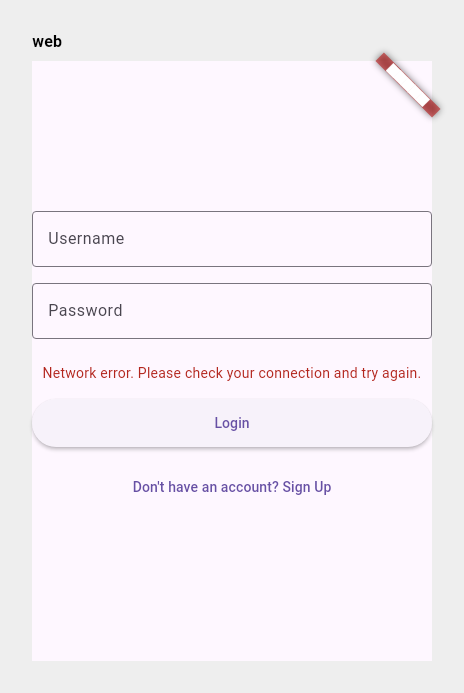 web
Username
Password
Network error. Please check your connection and try again.
Login
Don't have an account? Sign Up